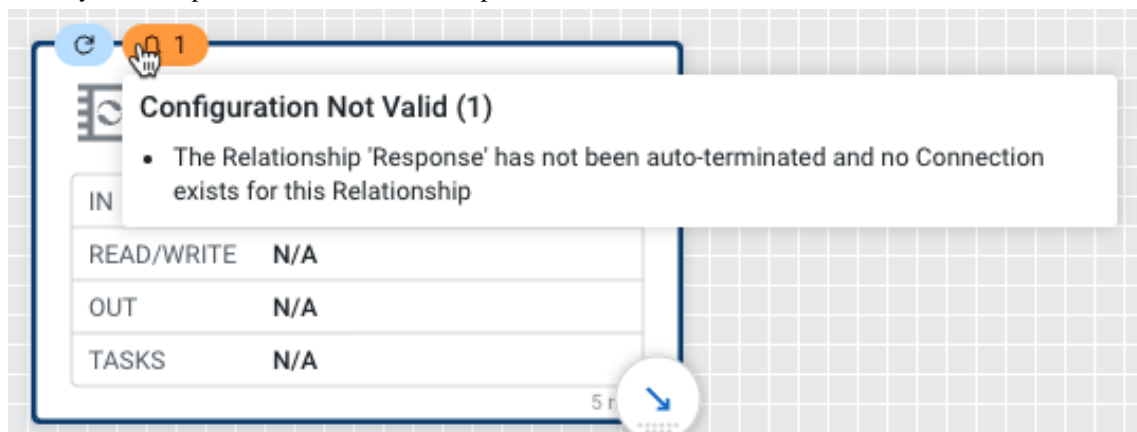 1
Configuration Not Valid (1)
• The Relationship 'Response' has not been auto-terminated and no Connection
exists for this Relationship
IN
READ/WRITE N/A
OUT N/A
TASKS N/A
5